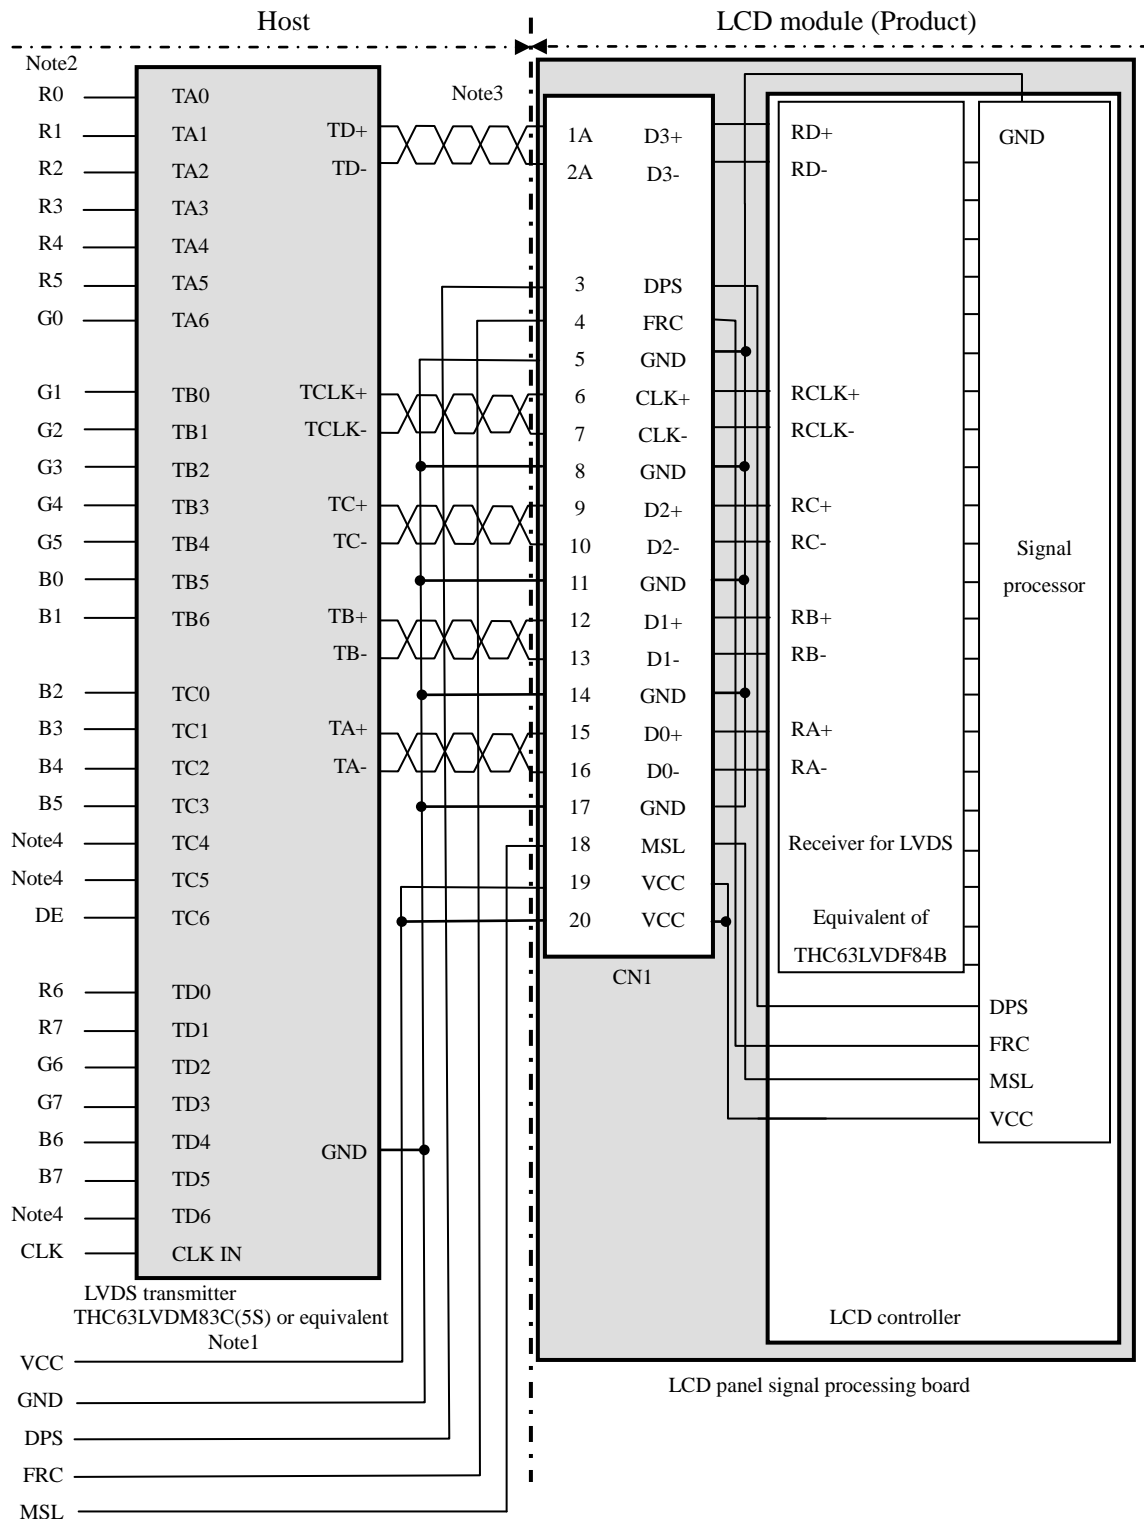 Host
LCD module (Product)
Note2
Note3
R0 TA0
R1 TA1 TD+ 1A D3+ RD+ GND
R2 TA2 TD- 2A D3- RD-
R3 TA3
R4 TA4
R5 TA5 3 DPS
G0 TA6 4 FRC
5 GND
G1 TB0 TCLK+ 6 CLK+ RCLK+
G2 TB1 TCLK- 7 CLK- RCLK-
G3 TB2 8 GND
G4 TB3 TC+ 9 D2+ RC+
G5 TB4 TC- 10 D2- RC- Signal
B0 TB5 11 GND processor
B1 TB6 TB+ 12 D1+ RB+
TB- 13 D1- RB-
B2 TC0 14 GND
B3 TC1 TA+ 15 D0+ RA+
B4 TC2 TA- 16 D0- RA-
B5 TC3 17 GND
Note4 TC4 18 MSL Receiver for LVDS
Note4 TC5 19 VCC
DE TC6 20 VCC Equivalent of
THC63LVDF84B
CN1
R6 TD0 DPS
R7 TD1 FRC
G6 TD2 MSL
G7 TD3 VCC
B6 TD4 GND
B7 TD5
Note4 TD6
CLK CLK IN
LVDS transmitter
THC63LVDM83C(5S) or equivalent
Note1
LCD controller
VCC
LCD panel signal processing board
GND
DPS
FRC
MSL